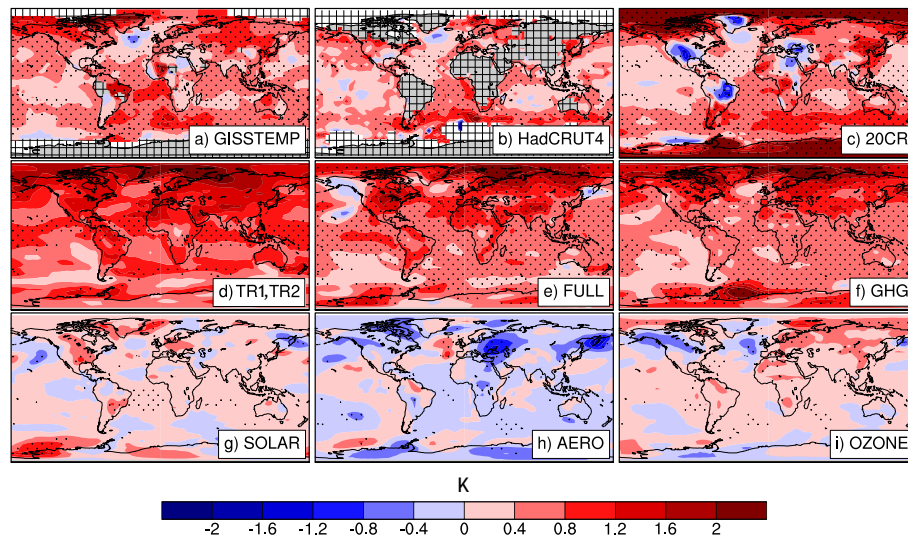 a) GISSTEMP
b) HadCRUT4
c) 20CR
d) TR1,TR2
e) FULL
f) GHG
g) SOLAR
h) AERO
i) OZONE
K
-2 -1.6 -1.2 -0.8 -0.4 0 0.4 0.8 1.2 1.6 2